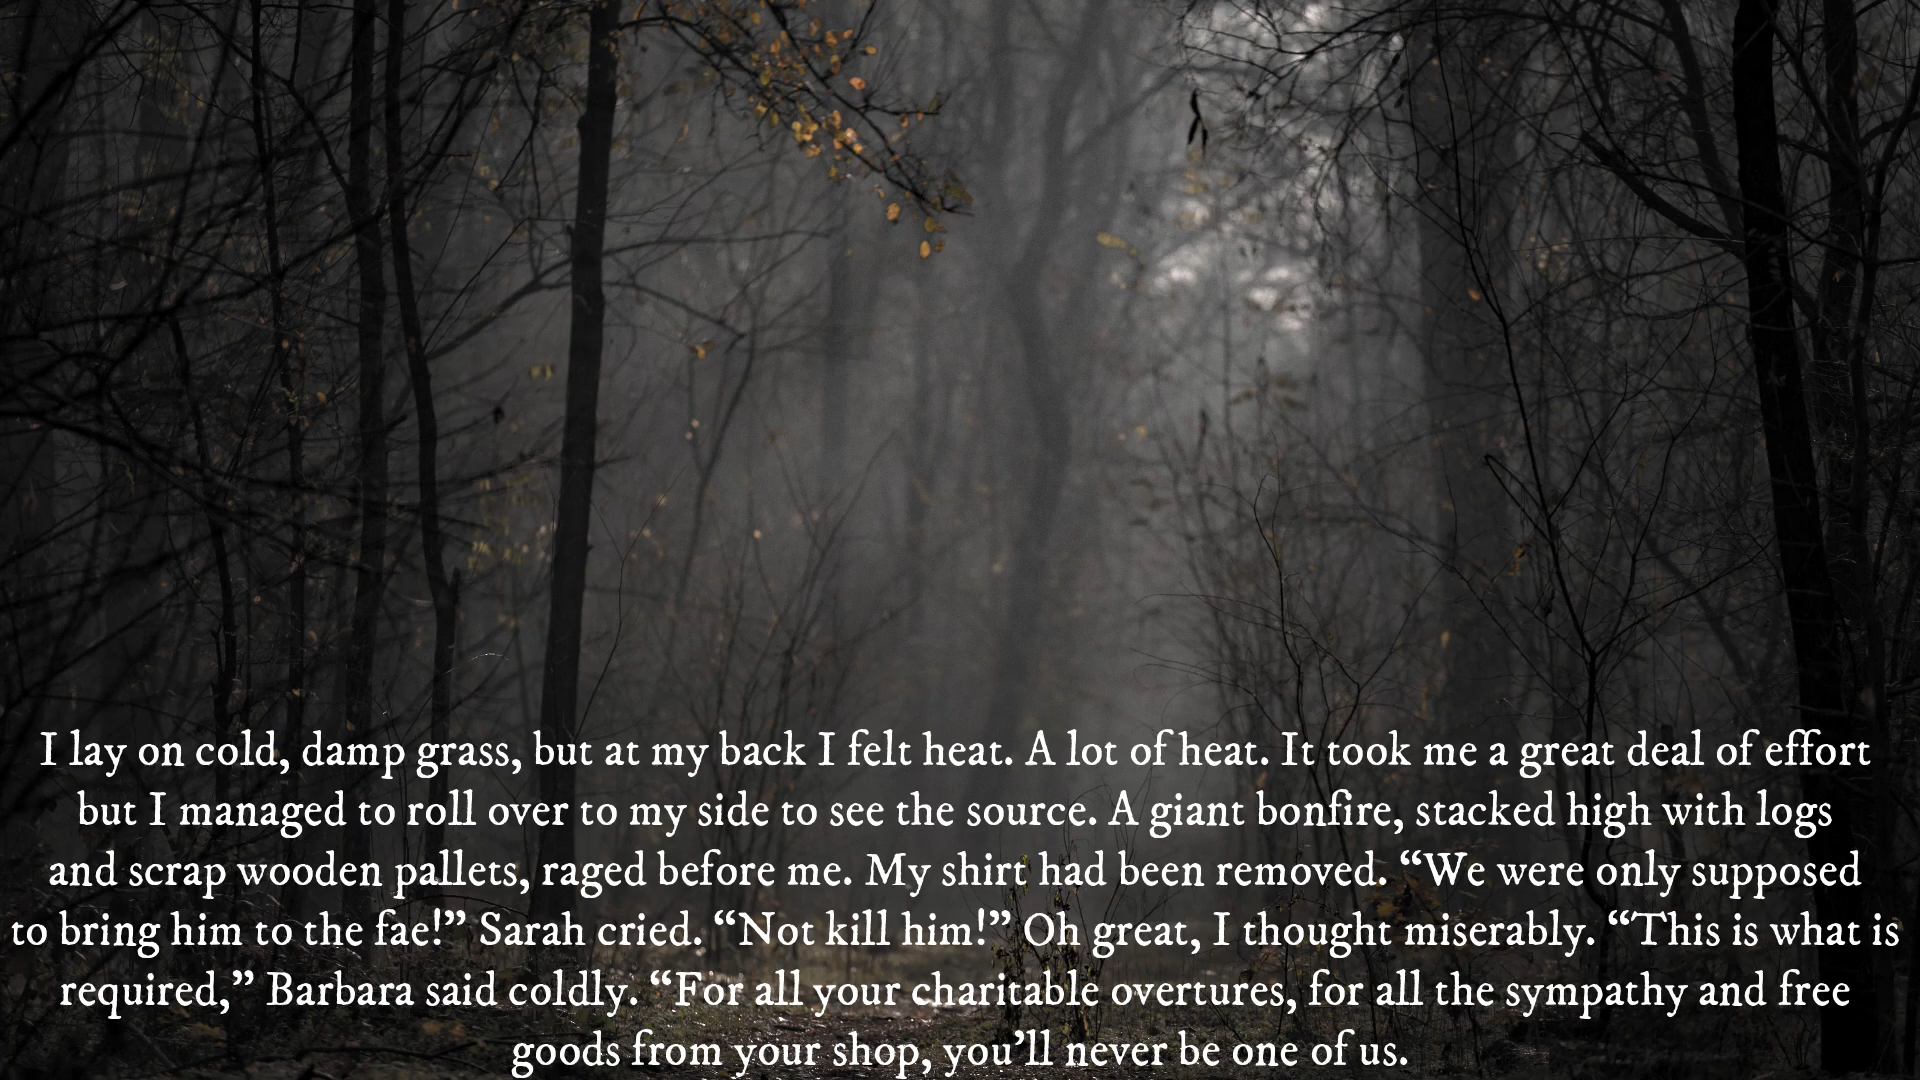 I lay on cold, damp grass, but at my back I felt heat. A lot of heat. It took me a great deal of effort
but I managed to roll over to my side to see the source. A giant bonfire, stacked high with logs
and scrap wooden pallets, raged before me. My shirt had been removed. “We were only supposed
to bring him to the fae!” Sarah cried. “Not kill him!” Oh great, I thought miserably. “This is what is
required,” Barbara said coldly. “For all your charitable overtures, for all the sympathy and free
goods from your shop, you’ll never be one of us.